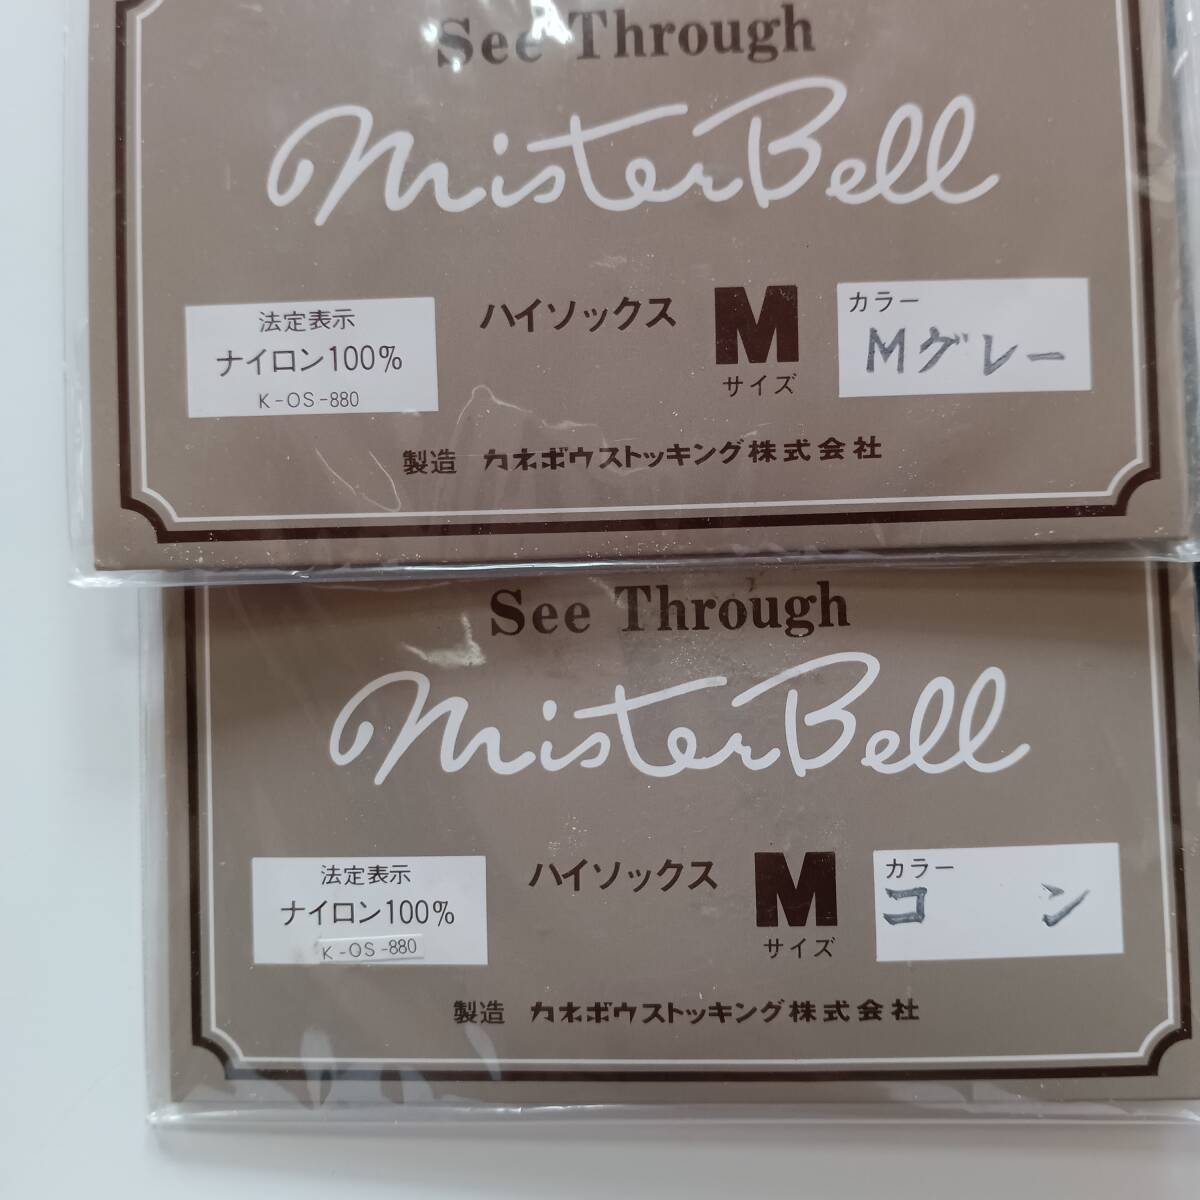 See Through
MisterBell
法定表示
ナイロン100%
K-OS-880
ハイソックス
M
サイズ
カラー
Mグレー
製造 カネボウストッキング株式会社
See Through
MisterBell
法定表示
ナイロン100%
K-OS-880
ハイソックス
M
サイズ
カラー
コン
製造 カネボウストッキング株式会社